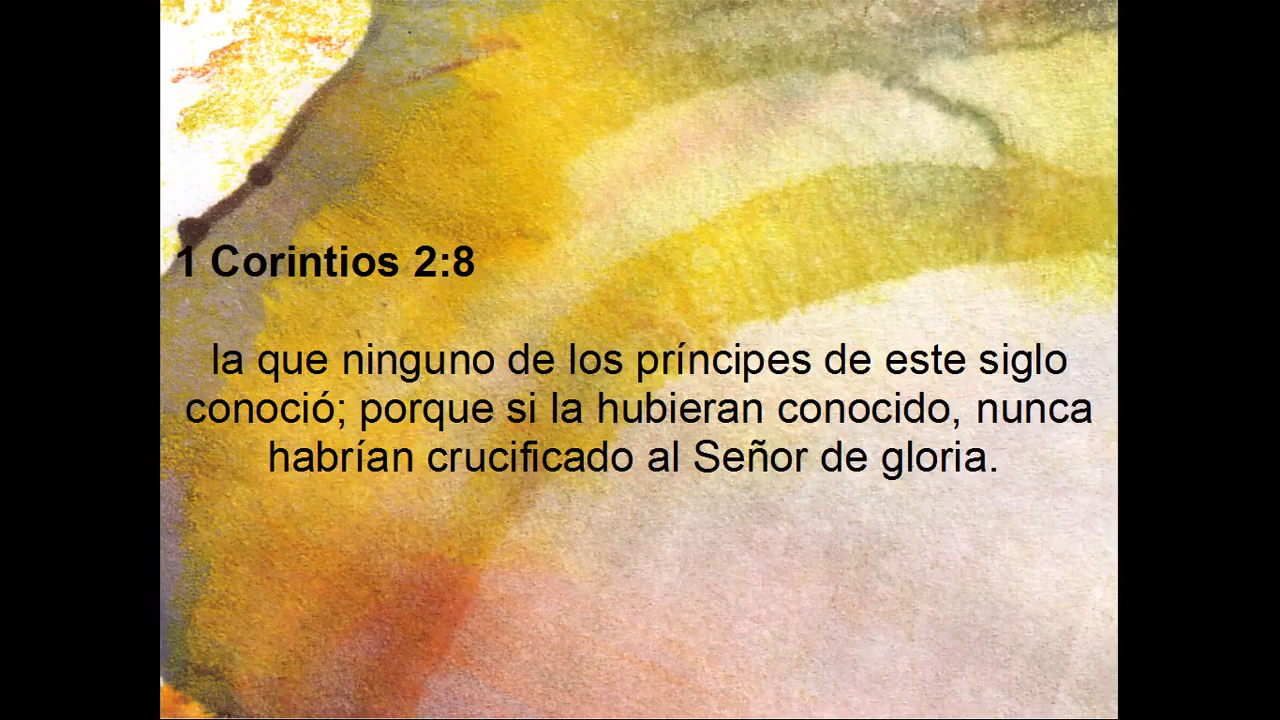 1 Corintios 2:8
la que ninguno de los príncipes de este siglo
conoció; porque si la hubieran conocido, nunca
habrían crucificado al Señor de gloria.